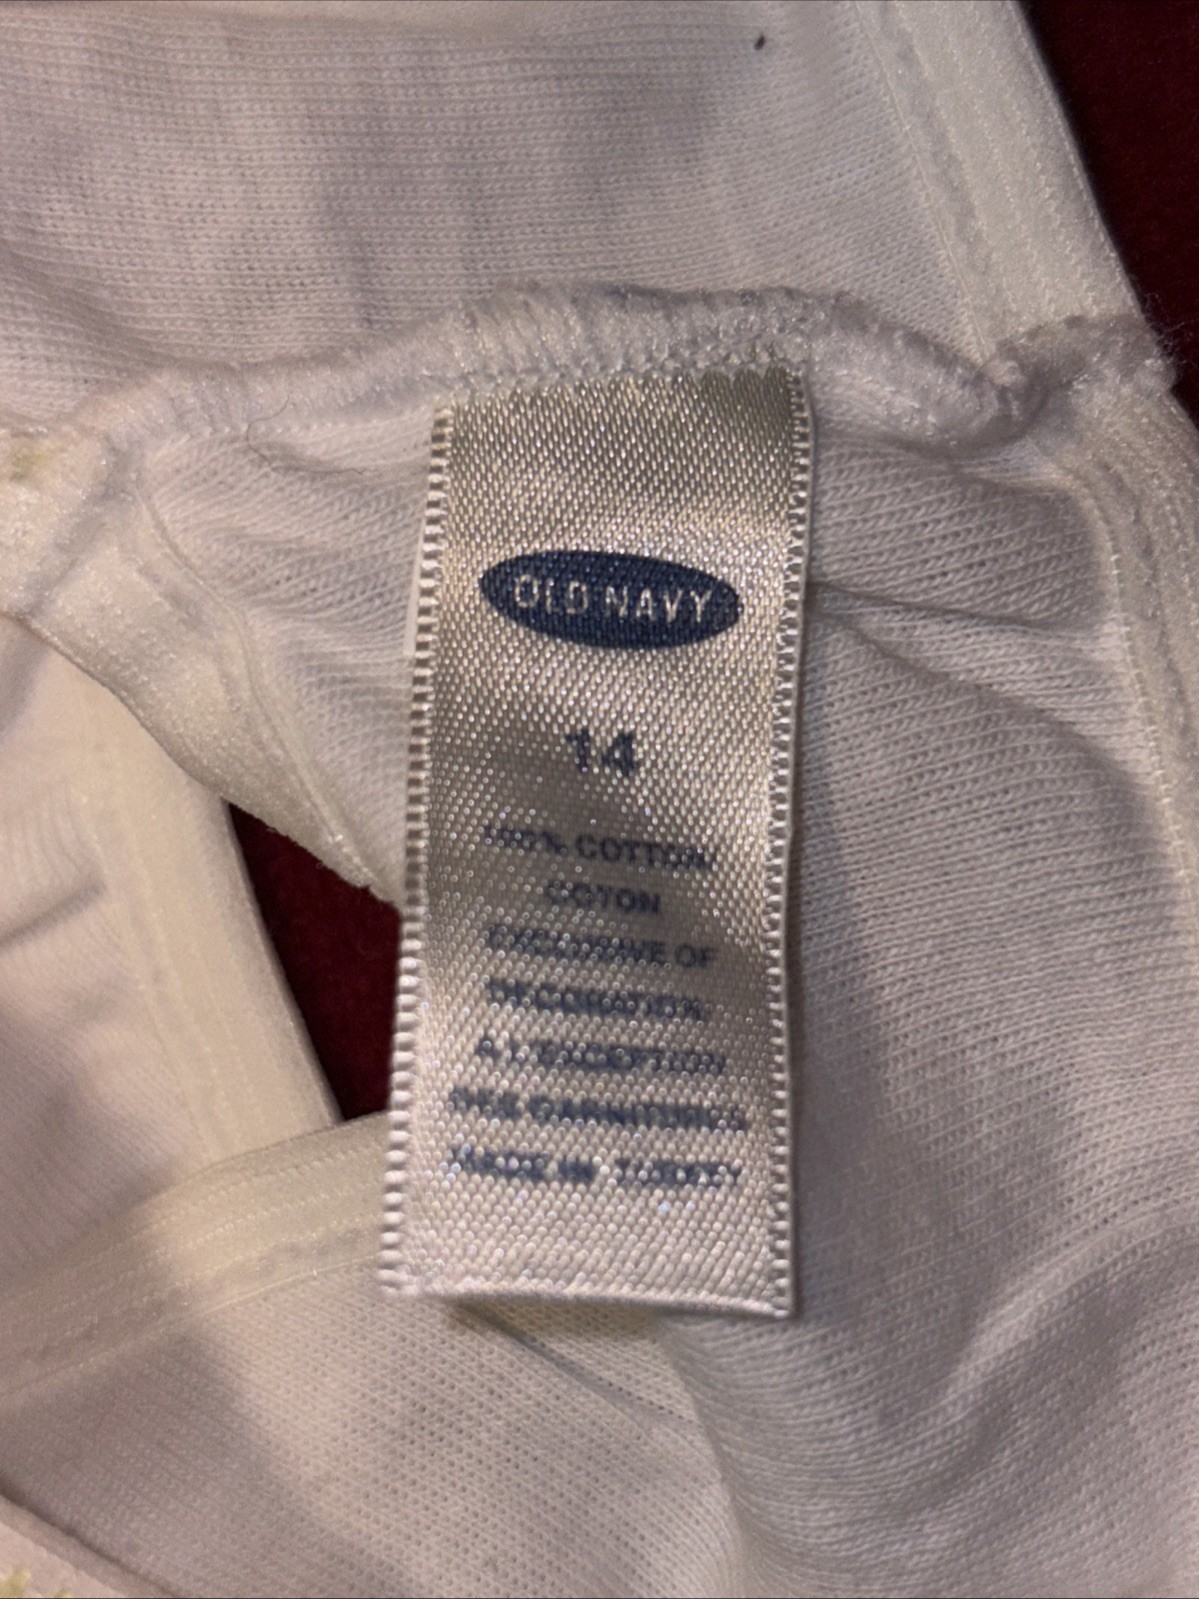 OLD NAVY
14
100% COTTON/
COTON
EXCLUSIVE OF
DECORATION
A L'EXCEPTION
DES GARNITURES
MADE IN TURKEY